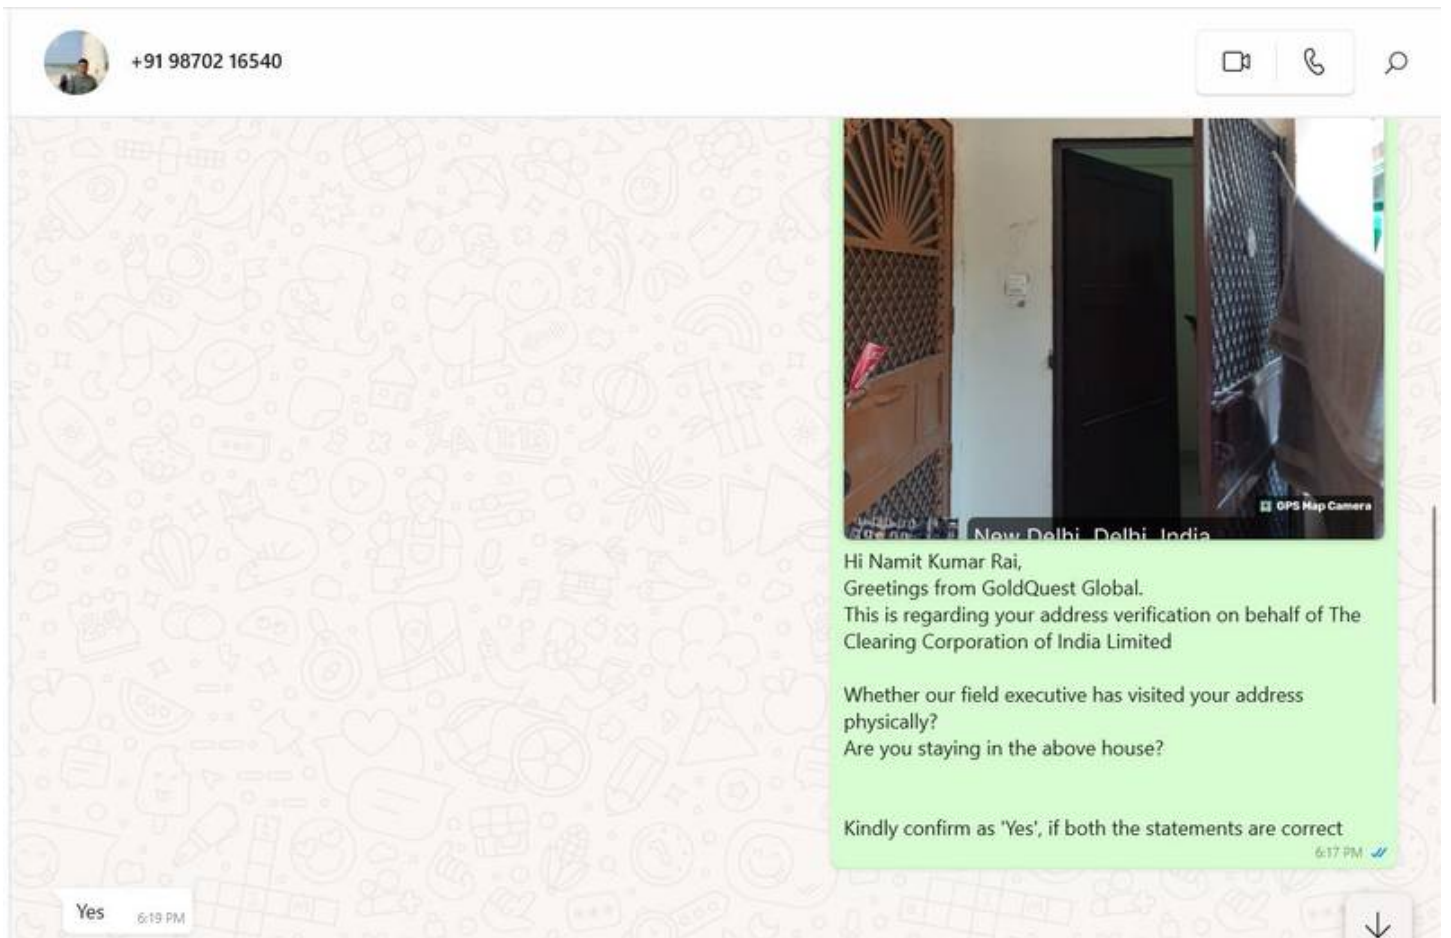 +91 98702 16540
GPS Map Camera
New Delhi, Delhi, India
Hi Namit Kumar Rai,
Greetings from GoldQuest Global.
This is regarding your address verification on behalf of The
Clearing Corporation of India Limited
Whether our field executive has visited your address
physically?
Are you staying in the above house?
Kindly confirm as 'Yes', if both the statements are correct
6:17 PM
Yes
6:19 PM